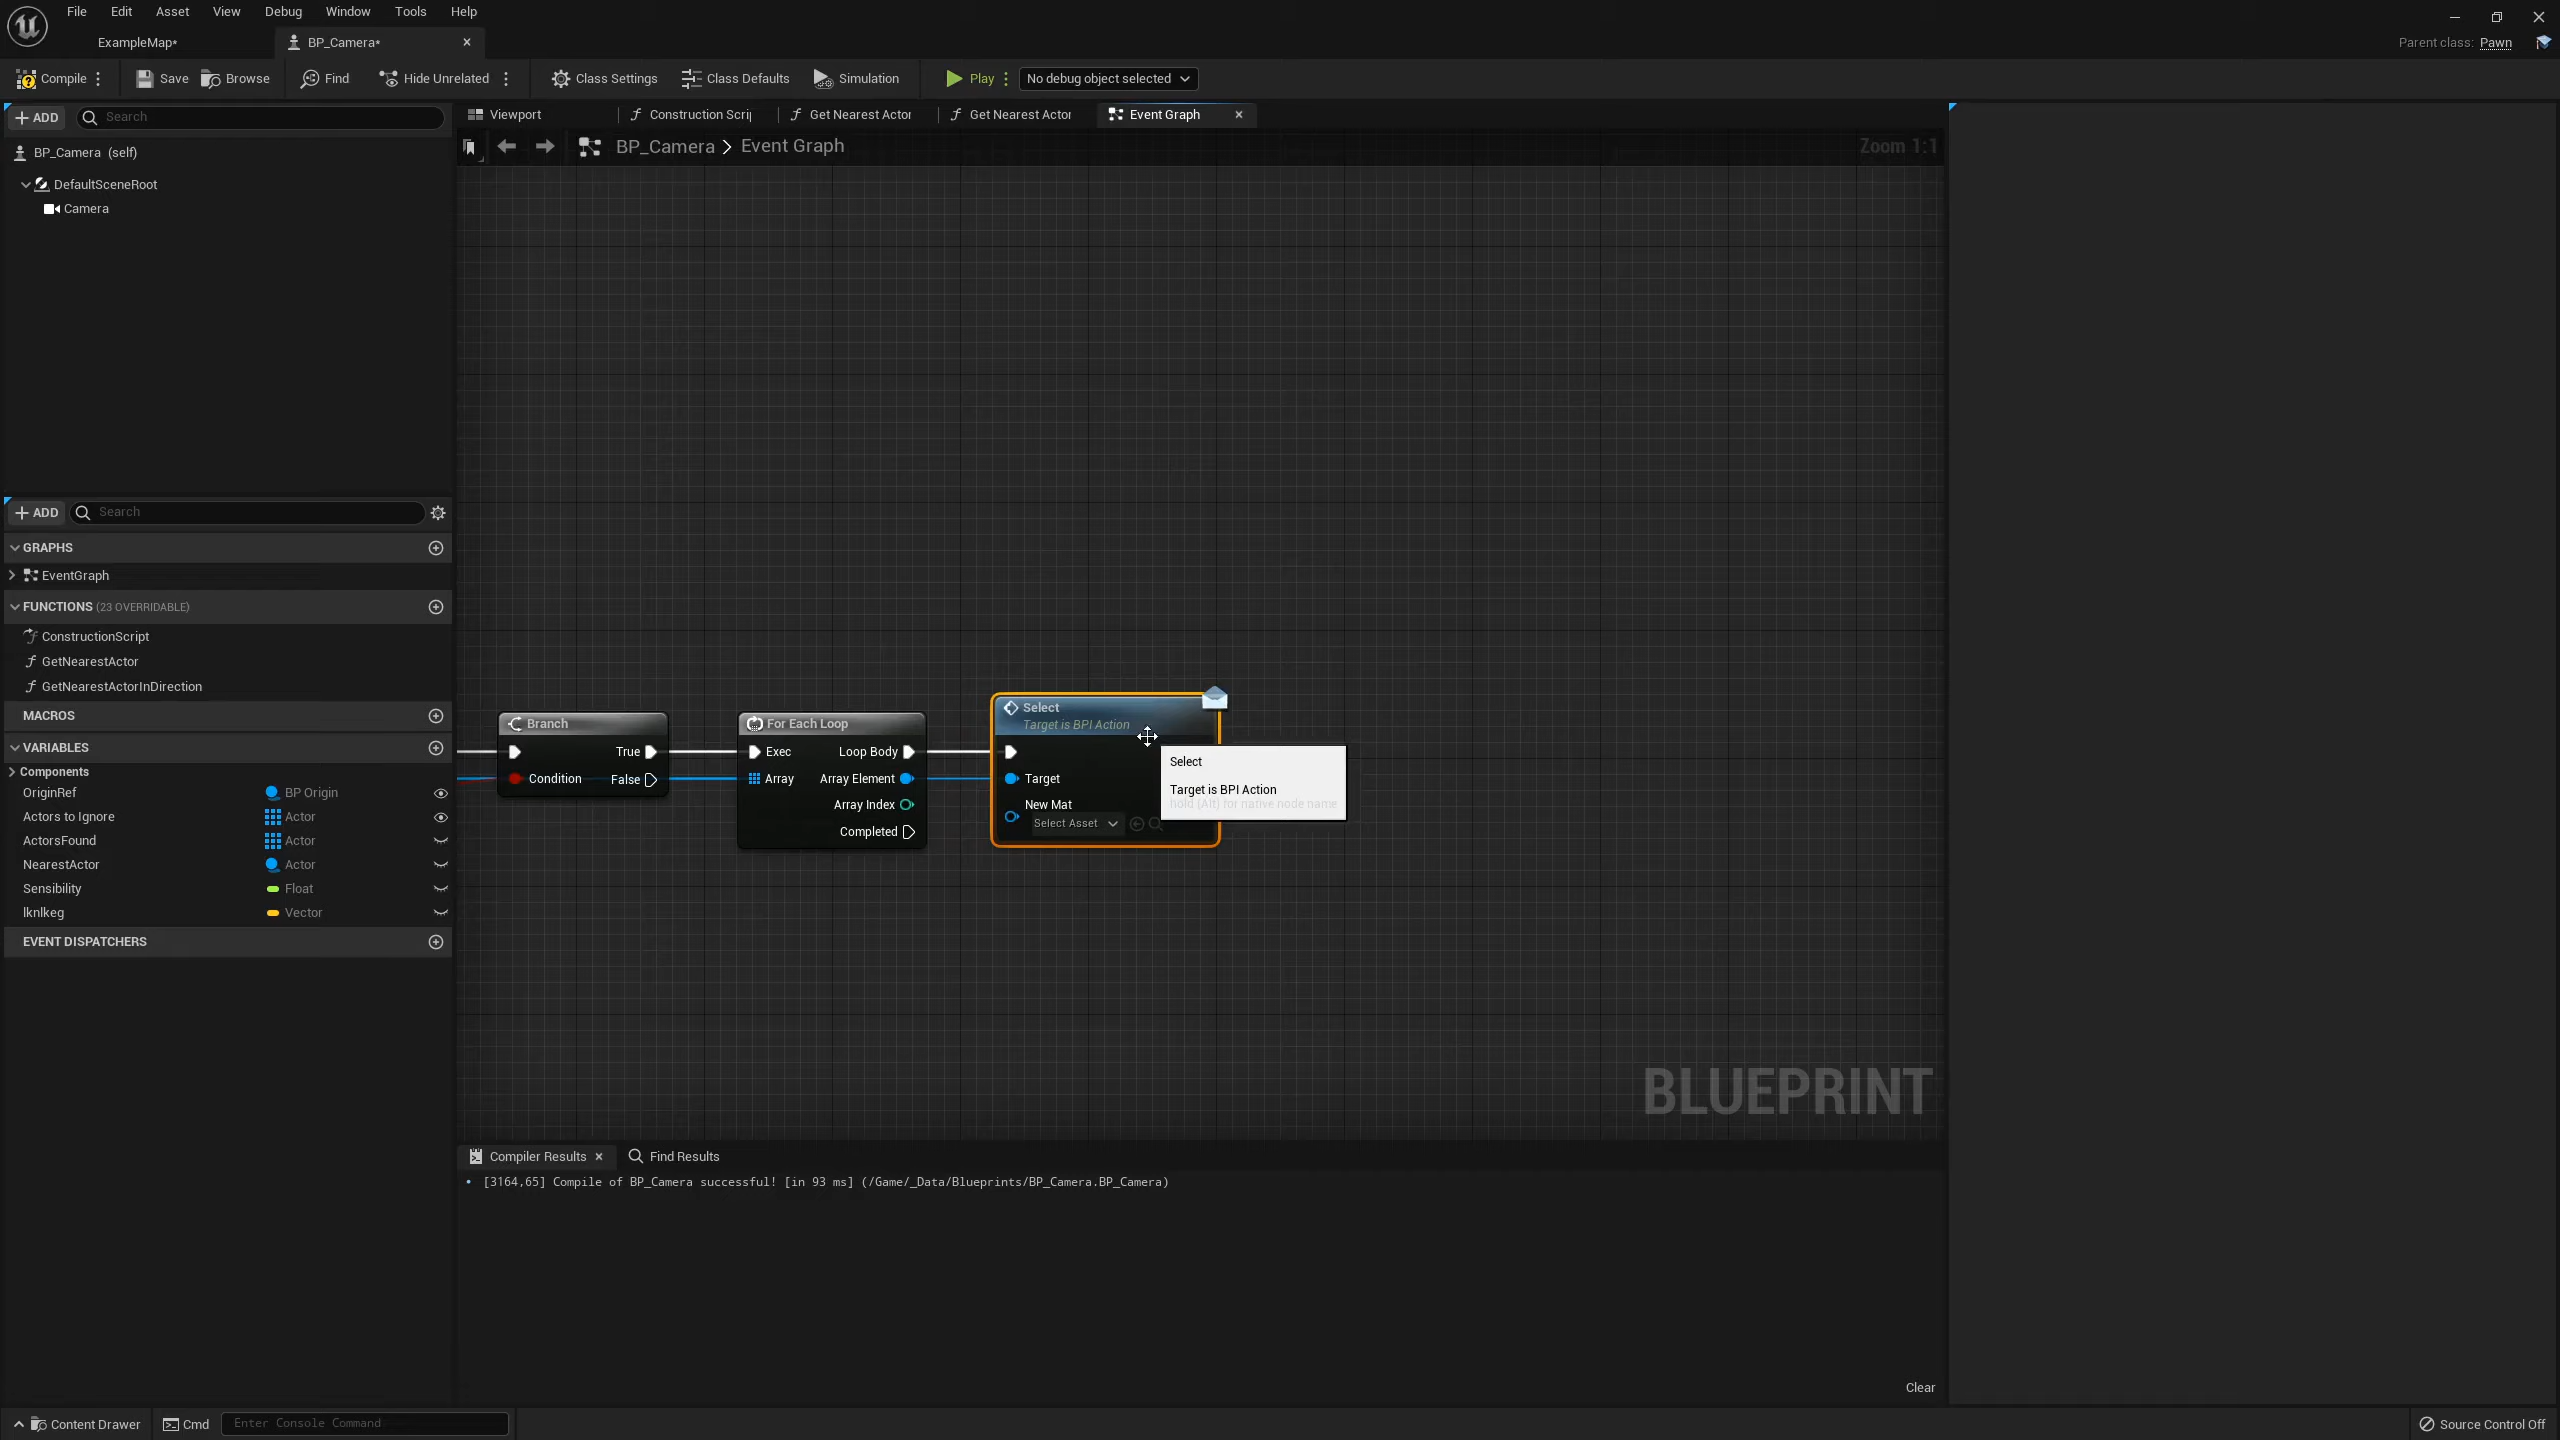 File Edit Asset View Debug Window Tools Help
ExampleMap* BP_Camera* Parent class: Pawn
Compile Save Browse Find Hide Unrelated Class Settings Class Defaults Simulation Play No debug object selected
ADD Search
Viewport Construction Scrip Get Nearest Actor Get Nearest Actor Event Graph
BP_Camera > Event Graph Zoom 1:1
BP_Camera (self)
DefaultSceneRoot
Camera
ADD Search
GRAPHS
EventGraph
FUNCTIONS (23 OVERRIDABLE)
ConstructionScript
GetNearestActor
GetNearestActorInDirection
MACROS
VARIABLES
Components
OriginRef BP Origin
Actors to Ignore Actor
ActorsFound Actor
NearestActor Actor
Sensibility Float
lknlkeg Vector
EVENT DISPATCHERS
Branch
True
Condition False
For Each Loop
Exec Loop Body
Array Array Element
Array Index
Completed
Select
Target is BPI Action
Target
New Mat
Select Asset
Select
Target is BPI Action
hold (Alt) for native node name
BLUEPRINT
Compiler Results Find Results
• [3164,65] Compile of BP_Camera successful! [in 93 ms] (/Game/_Data/Blueprints/BP_Camera.BP_Camera)
Clear
Content Drawer Cmd Enter Console Command Source Control Off